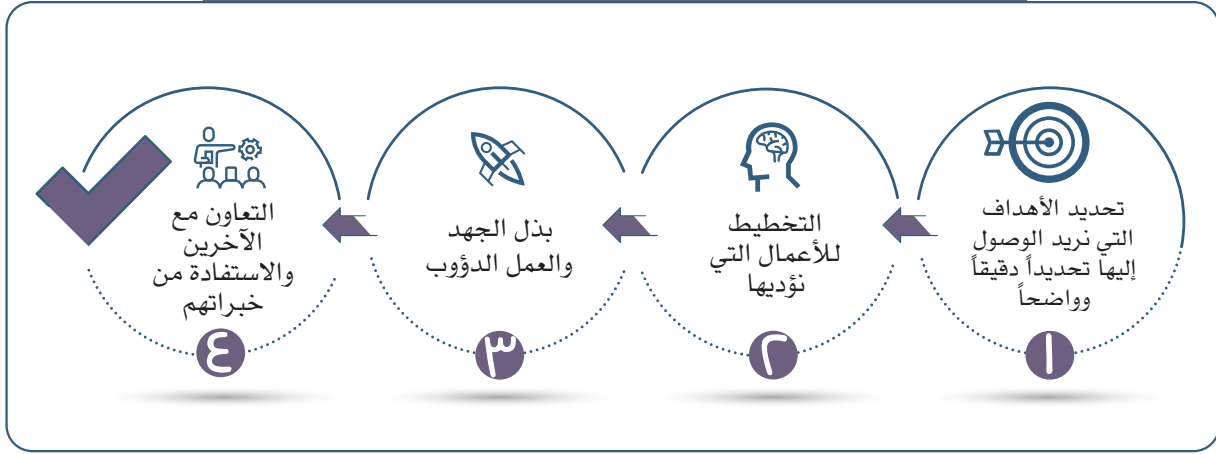 تحديد الأهداف
التي نريد الوصول
إليها تحديداً دقيقاً
وواضحاً
١
التخطيط
للأعمال التي
نؤديها
٢
بذل الجهد
والعمل الدؤوب
٣
التعاون مع
الآخرين
والاستفادة من
خبراتهم
٤